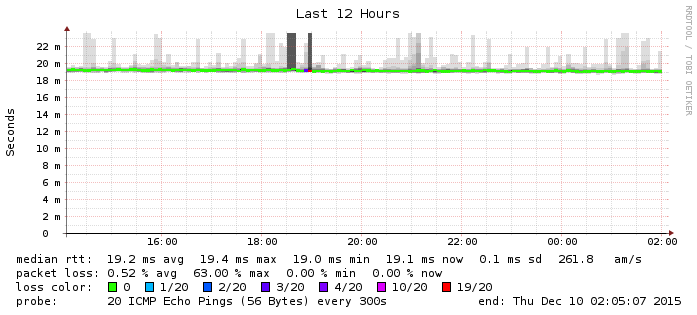 Last 12 Hours
RRDTOOL / TOBI OETIKER
Seconds
22 m
20 m
18 m
16 m
14 m
12 m
10 m
8 m
6 m
4 m
2 m
0
16:00 18:00 20:00 22:00 00:00 02:00
median rtt: 19.2 ms avg 19.4 ms max 19.0 ms min 19.1 ms now 0.1 ms sd 261.8 am/s
packet loss: 0.52 % avg 63.00 % max 0.00 % min 0.00 % now
loss color: 0 1/20 2/20 3/20 4/20 10/20 19/20
probe: 20 ICMP Echo Pings (56 Bytes) every 300s end: Thu Dec 10 02:05:07 2015